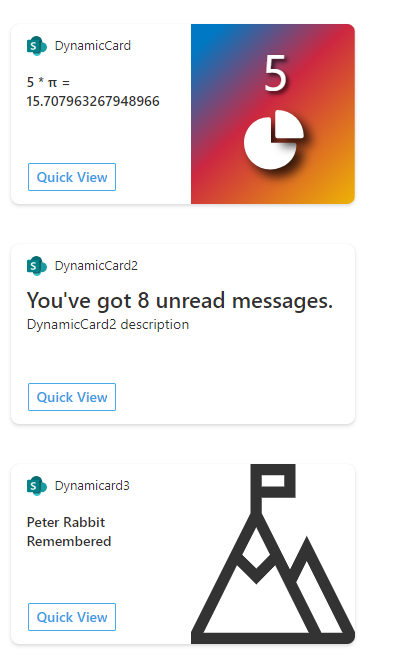 S DynamicCard
5 * π =
15.707963267948966
5
Quick View
S DynamicCard2
You've got 8 unread messages.
DynamicCard2 description
Quick View
S Dynamicard3
Peter Rabbit
Remembered
Quick View